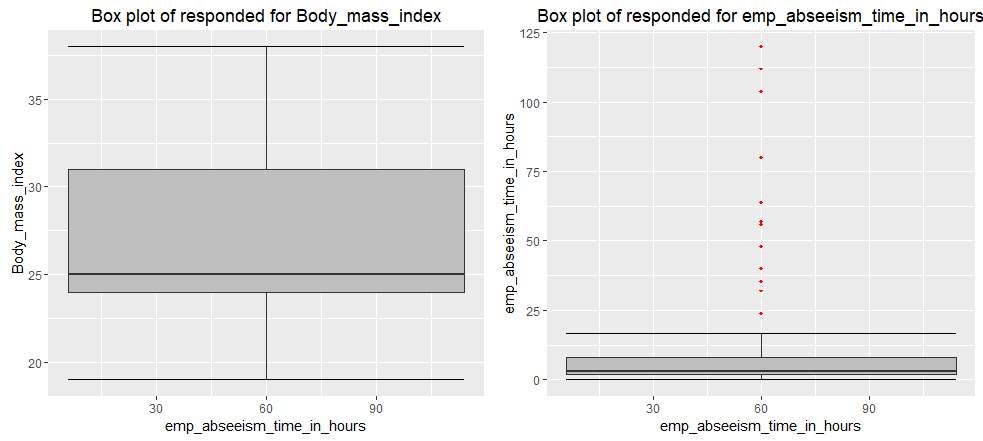 Box plot of responded for Body_mass_index
Body_mass_index
35
30
25
20
30 60 90
emp_abseeism_time_in_hours
Box plot of responded for emp_abseeism_time_in_hours
emp_abseeism_time_in_hours
125
100
75
50
25
0
30 60 90
emp_abseeism_time_in_hours